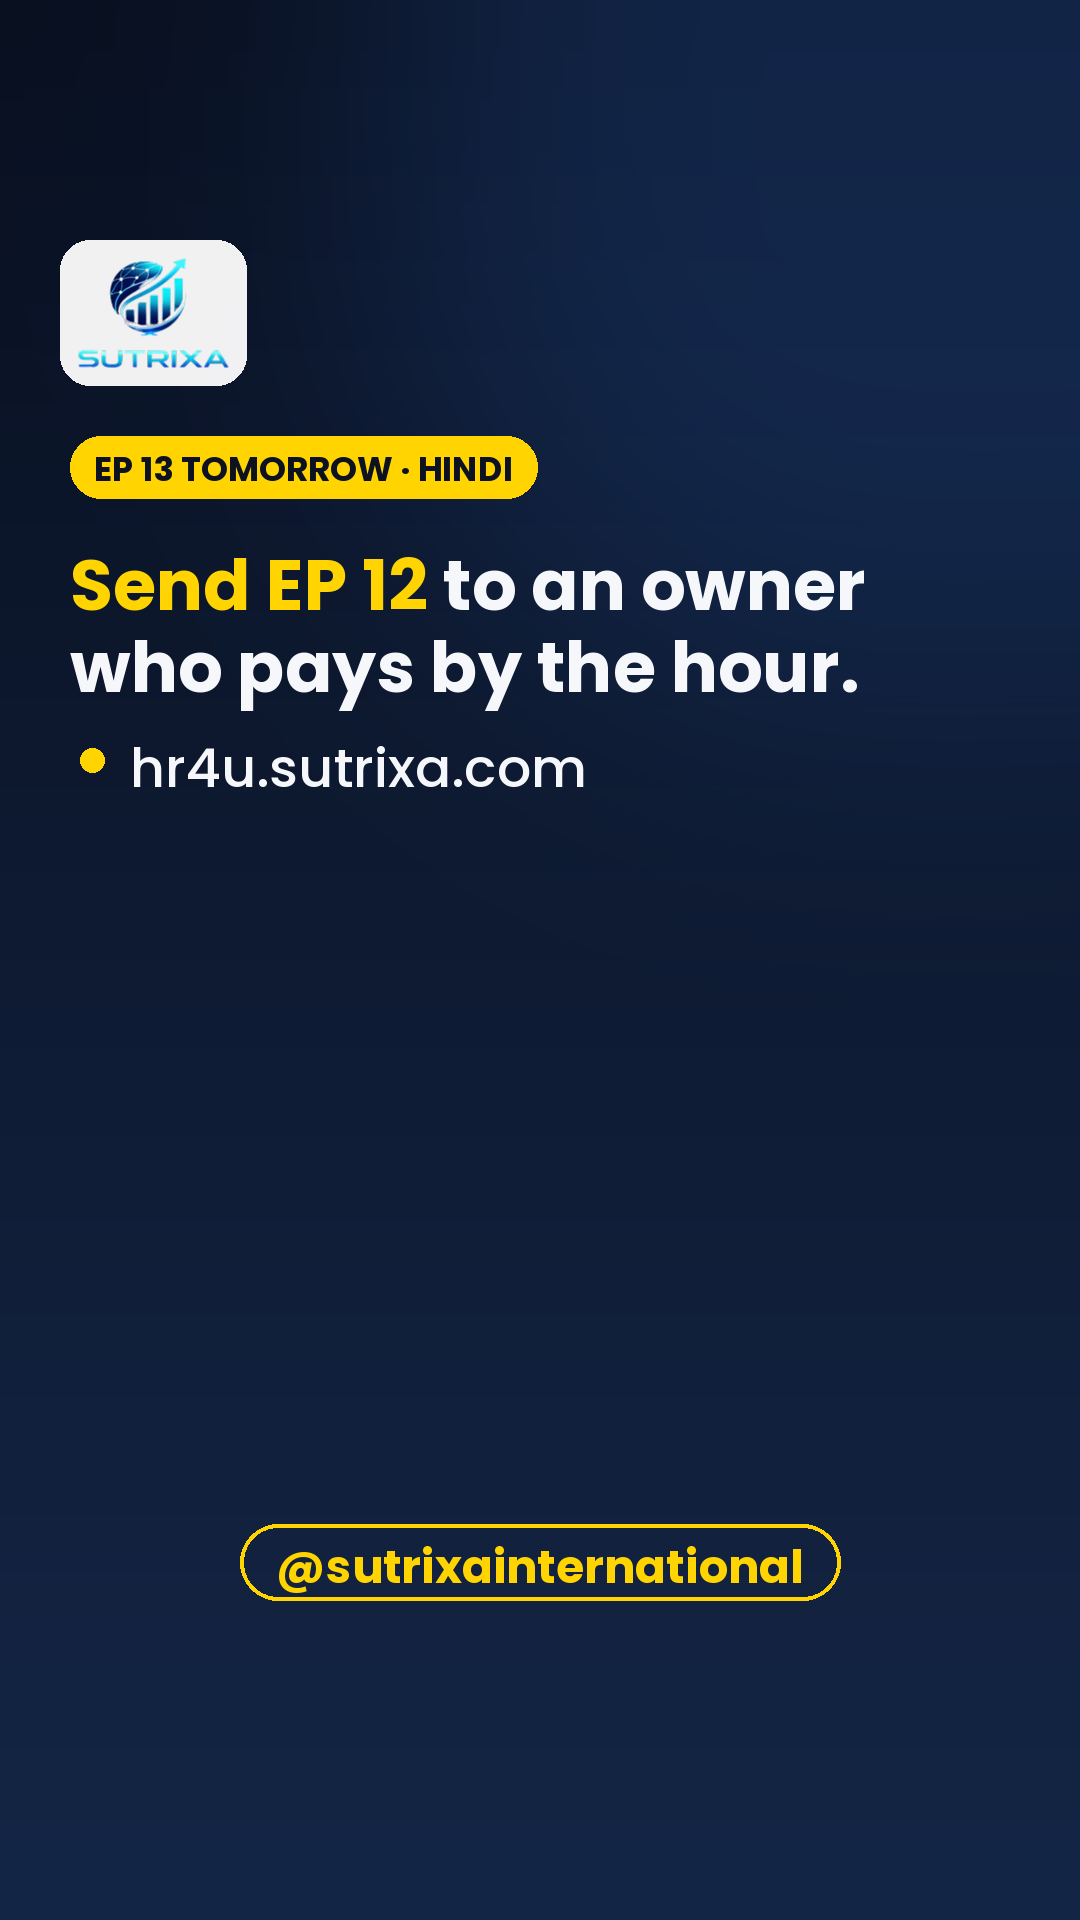 SUTRIXA
EP 13 TOMORROW · HINDI
Send EP 12 to an owner
who pays by the hour.
hr4u.sutrixa.com
@sutrixainternational